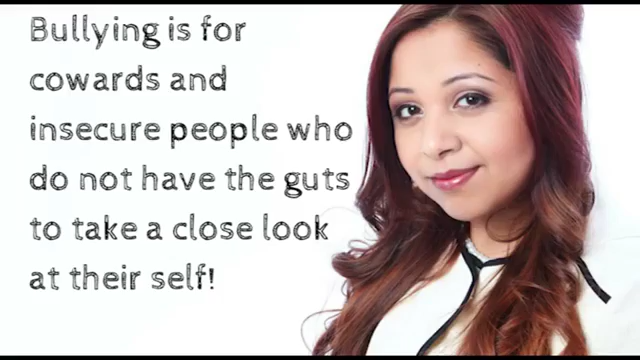 Bullying is for
cowards and
insecure people who
do not have the guts
to take a close look
at their self!